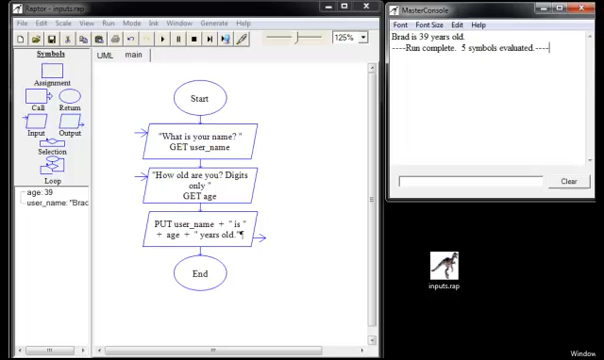 Raptor - inputs.rap
File Edit Scale View Run Mode Ink Window Generate Help
125%
Symbols
Assignment
Call Return
Input Output
Selection
Loop
age: 39
user_name: "Brad
UML main
Start
"What is your name? "
GET user_name
"How old are you? Digits
only "
GET age
PUT user_name + " is "
+ age + " years old."¶
End
MasterConsole
Font Font Size Edit Help
Brad is 39 years old.
----Run complete. 5 symbols evaluated.----
Clear
inputs.rap
Window